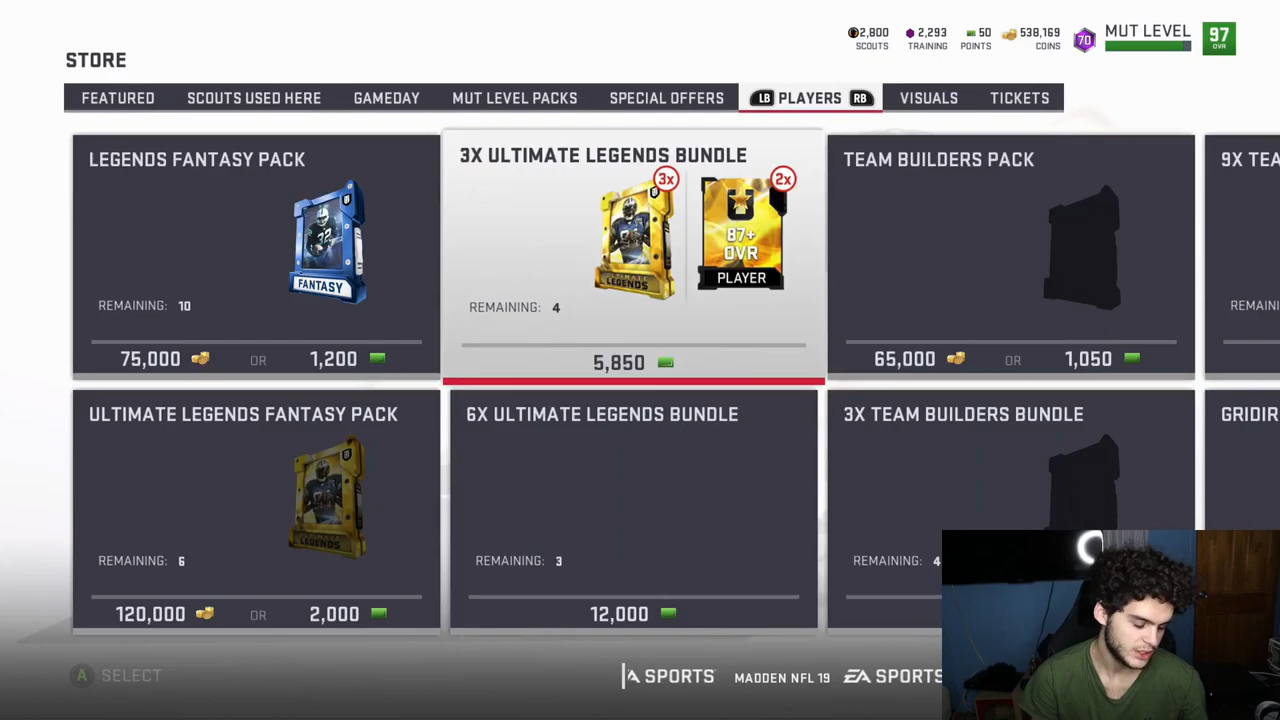 STORE
2,800 SCOUTS
2,293 TRAINING
50 POINTS
538,169 COINS
70
MUT LEVEL
97 OVR
FEATURED
SCOUTS USED HERE
GAMEDAY
MUT LEVEL PACKS
SPECIAL OFFERS
LB PLAYERS RB
VISUALS
TICKETS
LEGENDS FANTASY PACK
FANTASY
REMAINING: 10
75,000 OR 1,200
3X ULTIMATE LEGENDS BUNDLE
3x
ULTIMATE
LEGENDS
2x
87+
OVR
PLAYER
REMAINING: 4
5,850
TEAM BUILDERS PACK
65,000 OR 1,050
9X TEA
REMAINI
ULTIMATE LEGENDS FANTASY PACK
ULTIMATE
LEGENDS
REMAINING: 6
120,000 OR 2,000
6X ULTIMATE LEGENDS BUNDLE
REMAINING: 3
12,000
3X TEAM BUILDERS BUNDLE
REMAINING: 4
GRIDIR
A SELECT
A SPORTS
MADDEN NFL 19
EA SPORTS